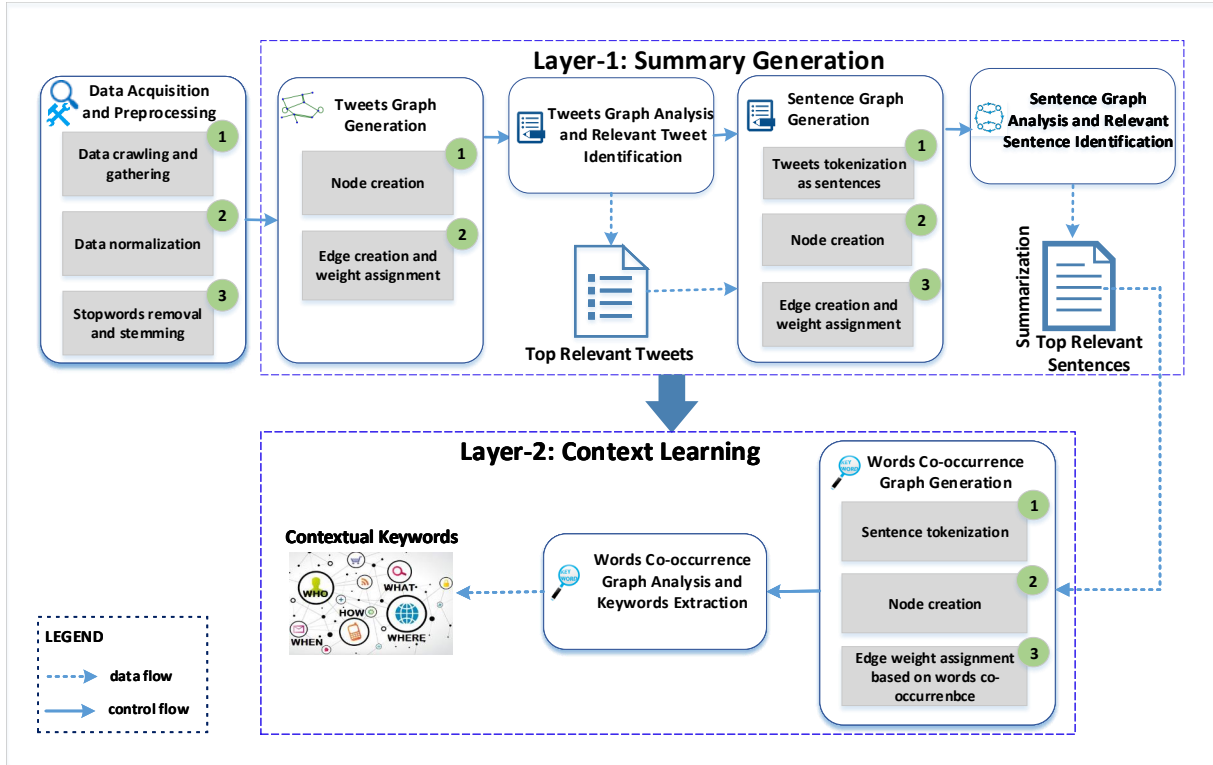 Layer-1: Summary Generation
Data Acquisition
and Preprocessing
1
Data crawling and
gathering
2
Data normalization
3
Stopwords removal
and stemming
Tweets Graph
Generation
1
Node creation
2
Edge creation and
weight assignment
Tweets Graph Analysis
and Relevant Tweet
Identification
Top Relevant Tweets
Sentence Graph
Generation
1
Tweets tokenization
as sentences
2
Node creation
3
Edge creation and
weight assignment
Sentence Graph
Analysis and Relevant
Sentence Identification
Summarization
Top Relevant
Sentences
Layer-2: Context Learning
KEY
WORD
Words Co-occurrence
Graph Generation
1
Sentence tokenization
2
Node creation
3
Edge weight assignment
based on words co-
occurrenbce
KEY
WORD
Words Co-occurrence
Graph Analysis and
Keywords Extraction
Contextual Keywords
WHO
WHAT
HOW
WHEN
WHERE
LEGEND
data flow
control flow